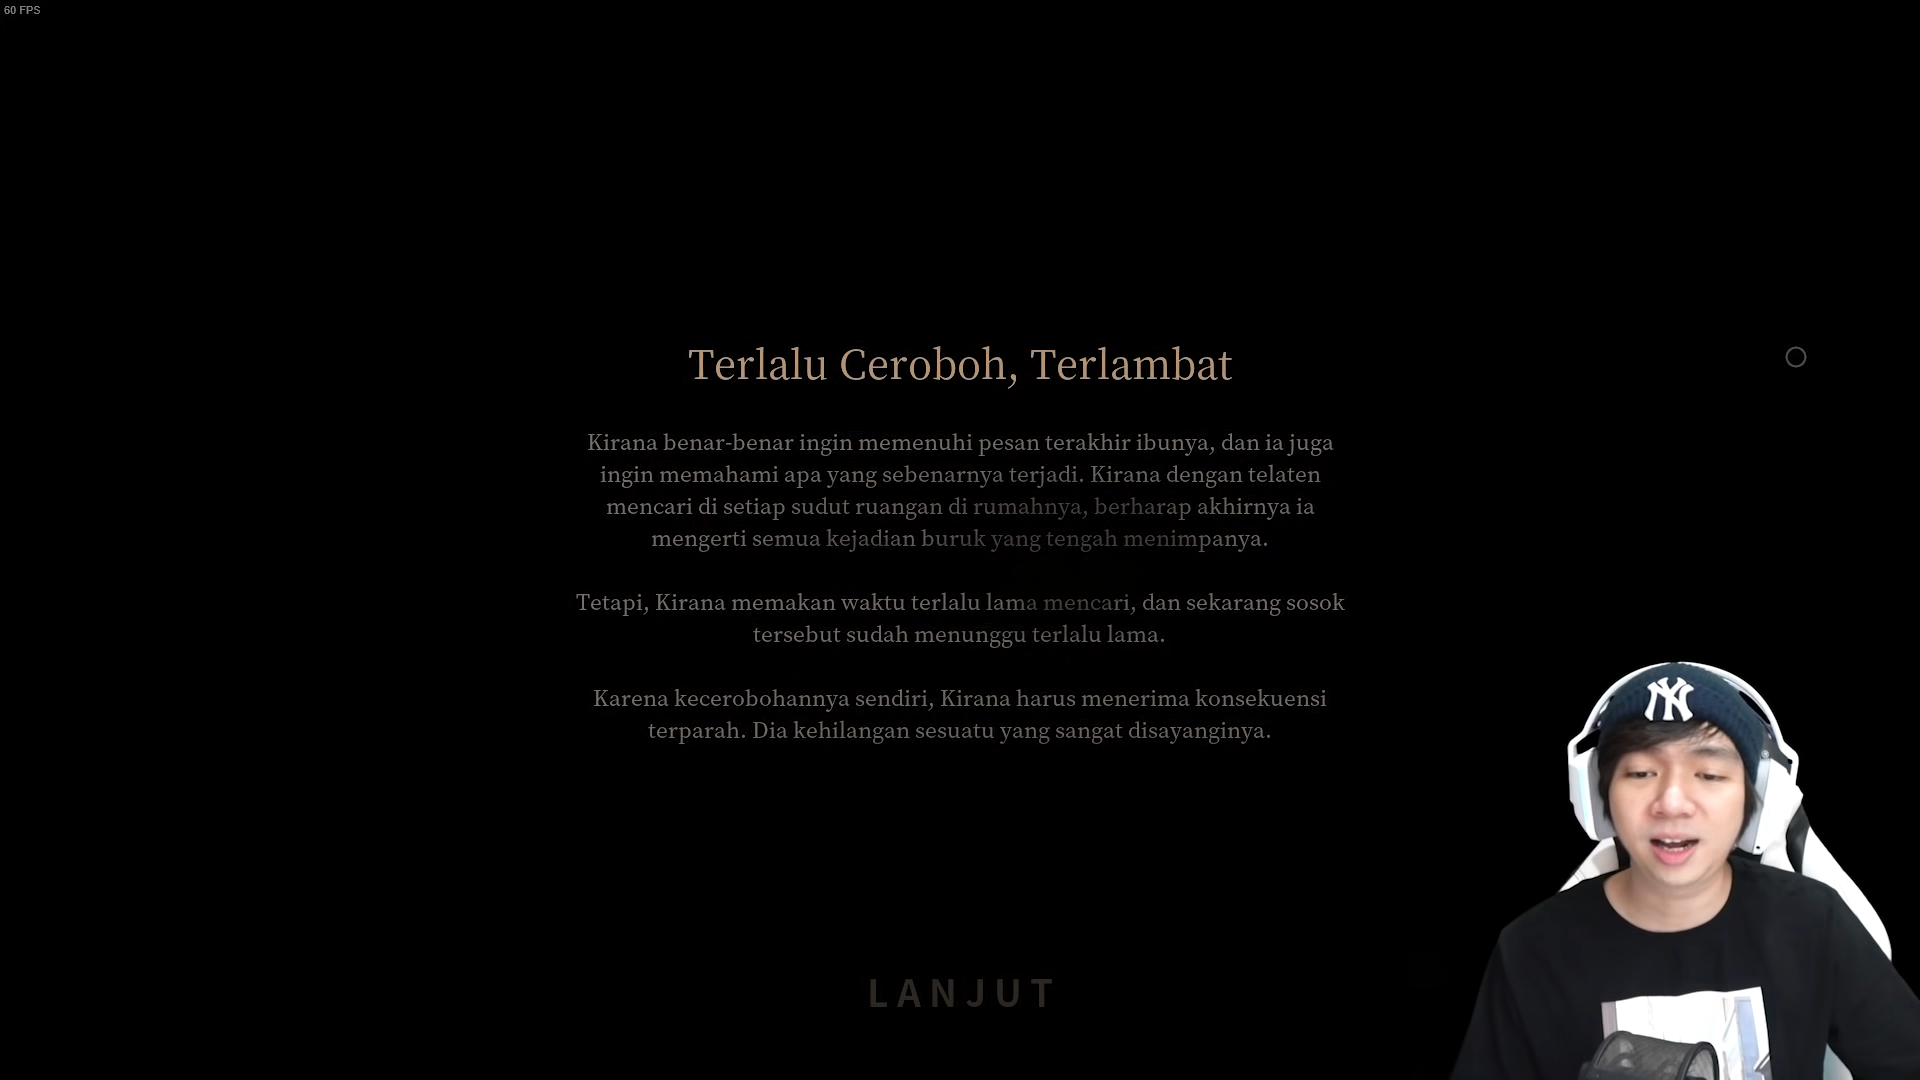 60 FPS
Terlalu Ceroboh, Terlambat
Kirana benar-benar ingin memenuhi pesan terakhir ibunya, dan ia juga
ingin memahami apa yang sebenarnya terjadi. Kirana dengan telaten
mencari di setiap sudut ruangan di rumahnya, berharap akhirnya ia
mengerti semua kejadian buruk yang tengah menimpanya.
Tetapi, Kirana memakan waktu terlalu lama mencari, dan sekarang sosok
tersebut sudah menunggu terlalu lama.
Karena kecerobohannya sendiri, Kirana harus menerima konsekuensi
terparah. Dia kehilangan sesuatu yang sangat disayanginya.
NY
LANJUT